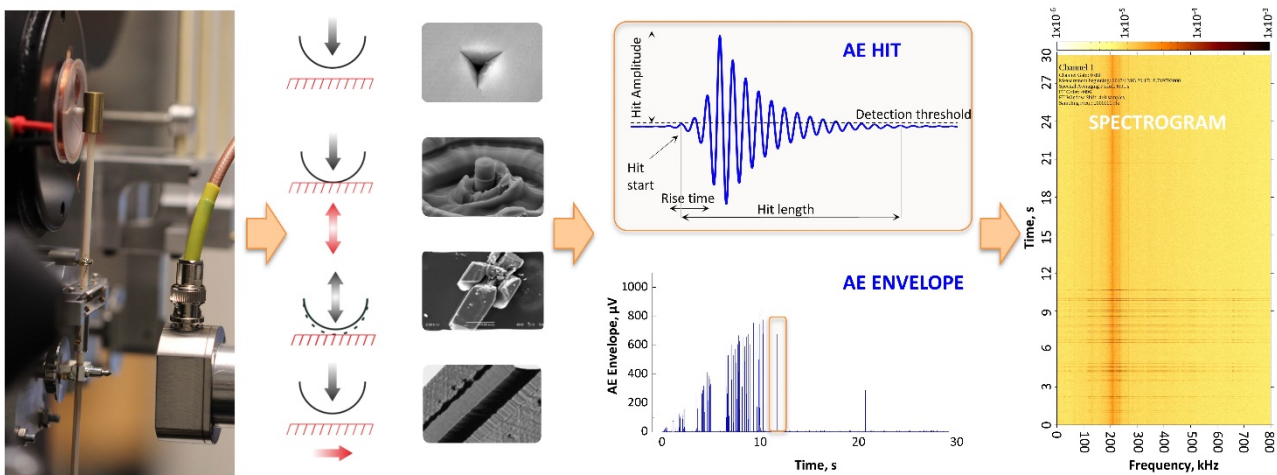 AE HIT
Hit Amplitude
Detection threshold
Hit
start
Rise time
Hit length
AE ENVELOPE
AE Envelope, µV
1000
800
600
400
200
0
0
10
20
30
Time, s
1x10⁻⁶
1x10⁻⁵
1x10⁻⁴
1x10⁻³
Channel 1
SPECTROGRAM
Time, s
30
27
24
21
18
15
12
9
6
3
0
0
100
200
300
400
500
600
700
800
Frequency, kHz